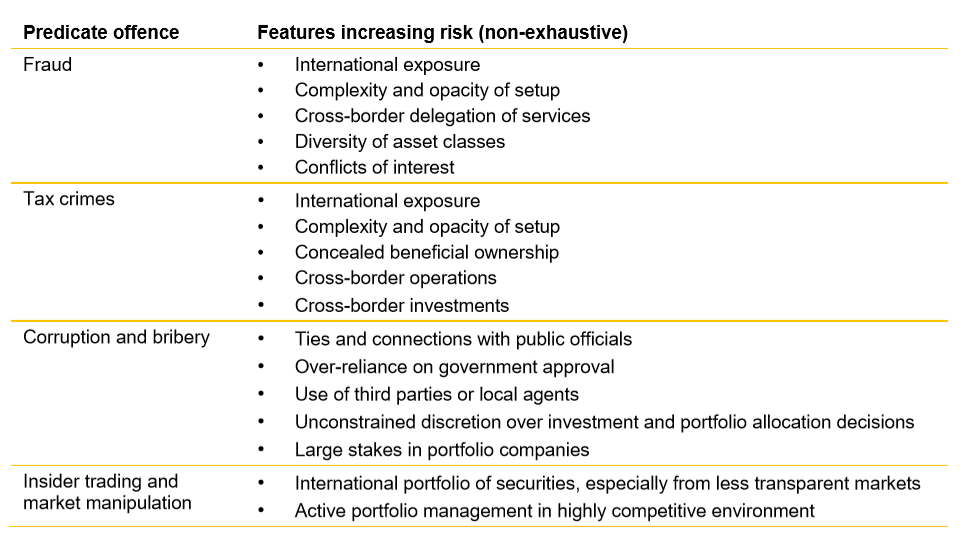 Predicate offence Features increasing risk (non-exhaustive)
Fraud • International exposure
• Complexity and opacity of setup
• Cross-border delegation of services
• Diversity of asset classes
• Conflicts of interest
Tax crimes • International exposure
• Complexity and opacity of setup
• Concealed beneficial ownership
• Cross-border operations
• Cross-border investments
Corruption and bribery • Ties and connections with public officials
• Over-reliance on government approval
• Use of third parties or local agents
• Unconstrained discretion over investment and portfolio allocation decisions
• Large stakes in portfolio companies
Insider trading and • International portfolio of securities, especially from less transparent markets
market manipulation • Active portfolio management in highly competitive environment